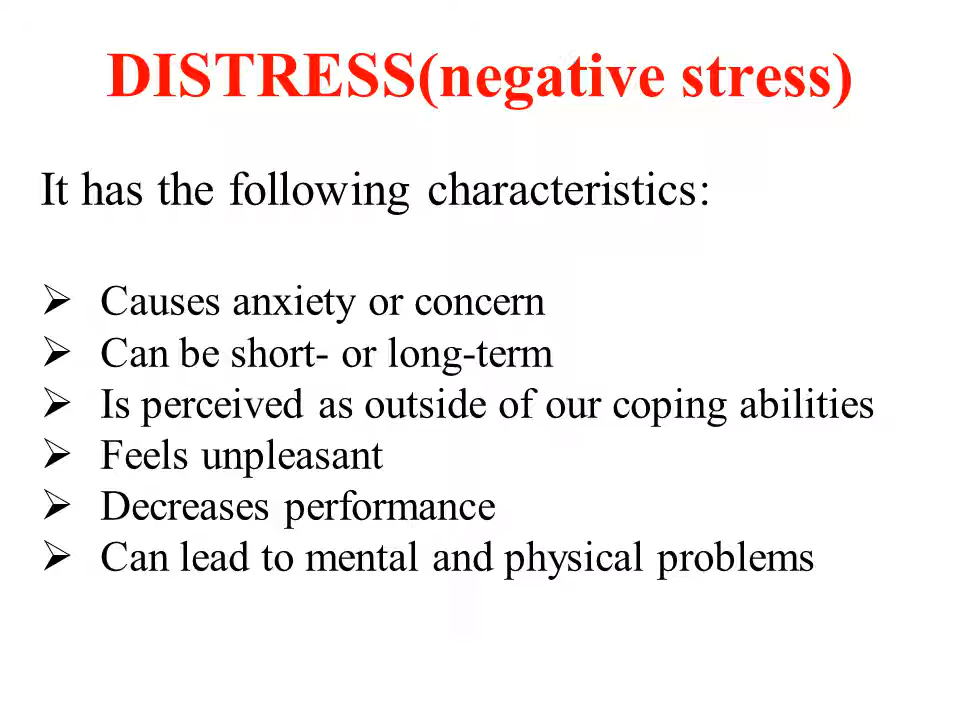 DISTRESS(negative stress)
It has the following characteristics:
➢ Causes anxiety or concern
➢ Can be short- or long-term
➢ Is perceived as outside of our coping abilities
➢ Feels unpleasant
➢ Decreases performance
➢ Can lead to mental and physical problems